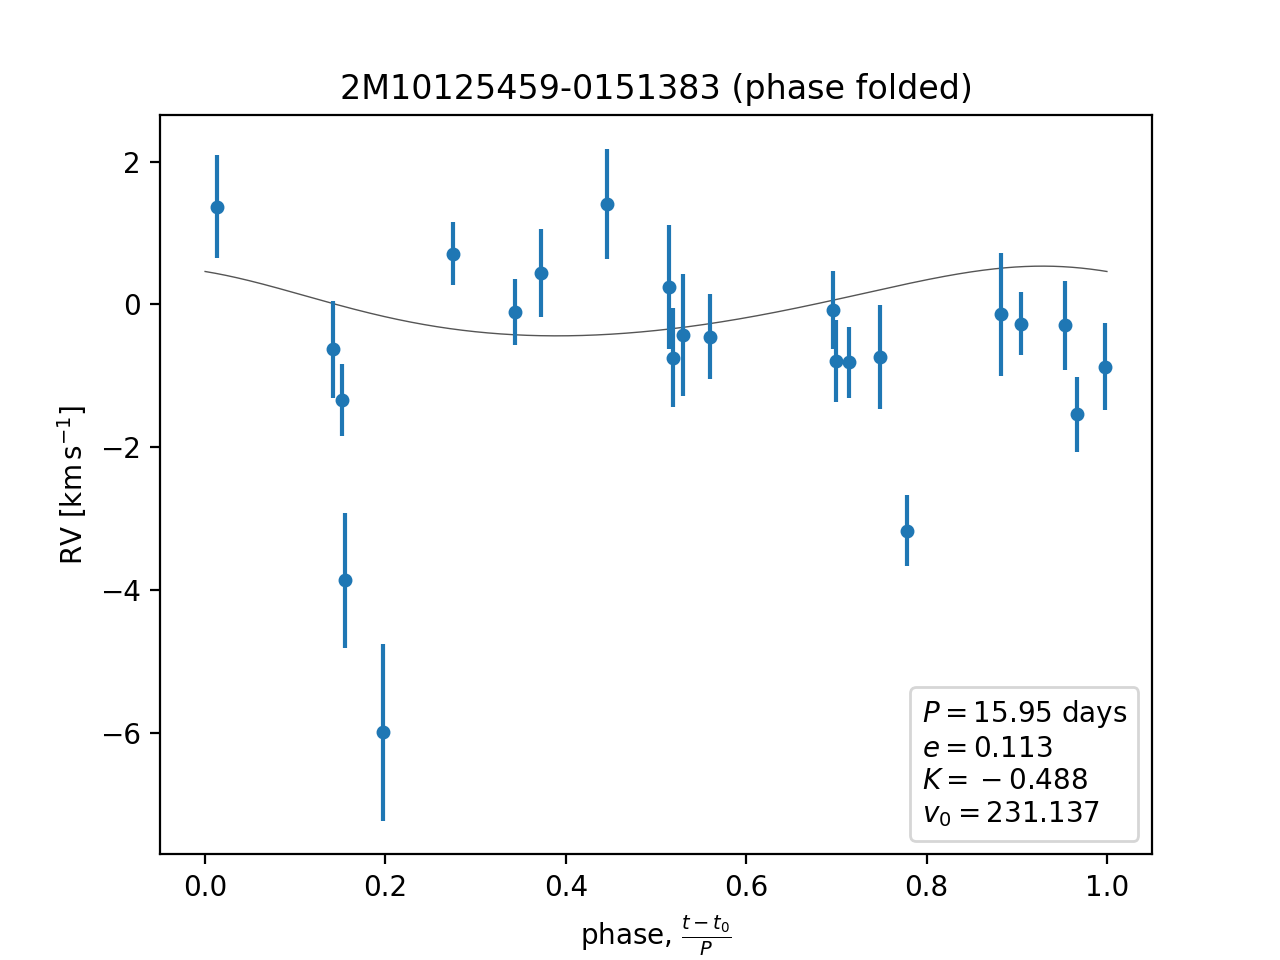 2M10125459-0151383 (phase folded)
RV [km s⁻¹]
2
0
−2
−4
−6
P = 15.95 days
e = 0.113
K = − 0.488
v₀ = 231.137
0.0 0.2 0.4 0.6 0.8 1.0
phase, (t − t₀)/P